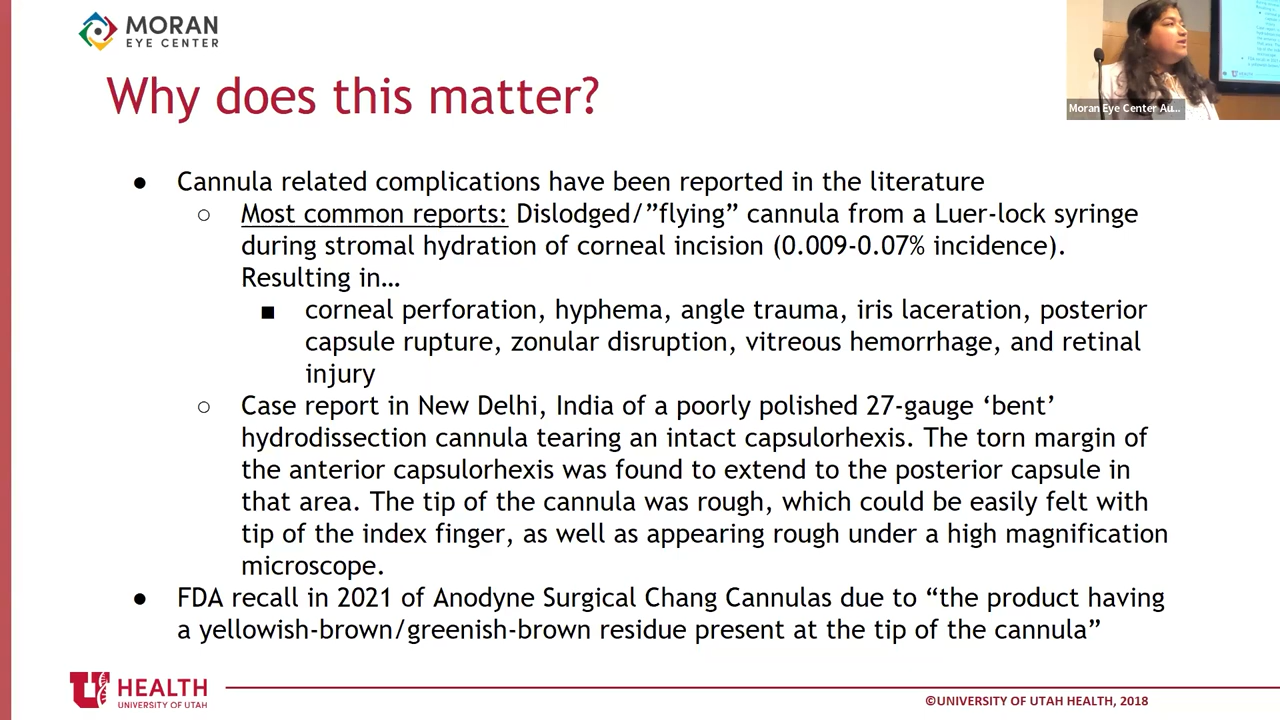 MORAN
EYE CENTER
Why does this matter?
Moran Eye Center Au...
● Cannula related complications have been reported in the literature
○ Most common reports: Dislodged/”flying” cannula from a Luer-lock syringe
during stromal hydration of corneal incision (0.009-0.07% incidence).
Resulting in…
■ corneal perforation, hyphema, angle trauma, iris laceration, posterior
capsule rupture, zonular disruption, vitreous hemorrhage, and retinal
injury
○ Case report in New Delhi, India of a poorly polished 27-gauge ‘bent’
hydrodissection cannula tearing an intact capsulorhexis. The torn margin of
the anterior capsulorhexis was found to extend to the posterior capsule in
that area. The tip of the cannula was rough, which could be easily felt with
tip of the index finger, as well as appearing rough under a high magnification
microscope.
● FDA recall in 2021 of Anodyne Surgical Chang Cannulas due to “the product having
a yellowish-brown/greenish-brown residue present at the tip of the cannula”
U HEALTH
UNIVERSITY OF UTAH
©UNIVERSITY OF UTAH HEALTH, 2018